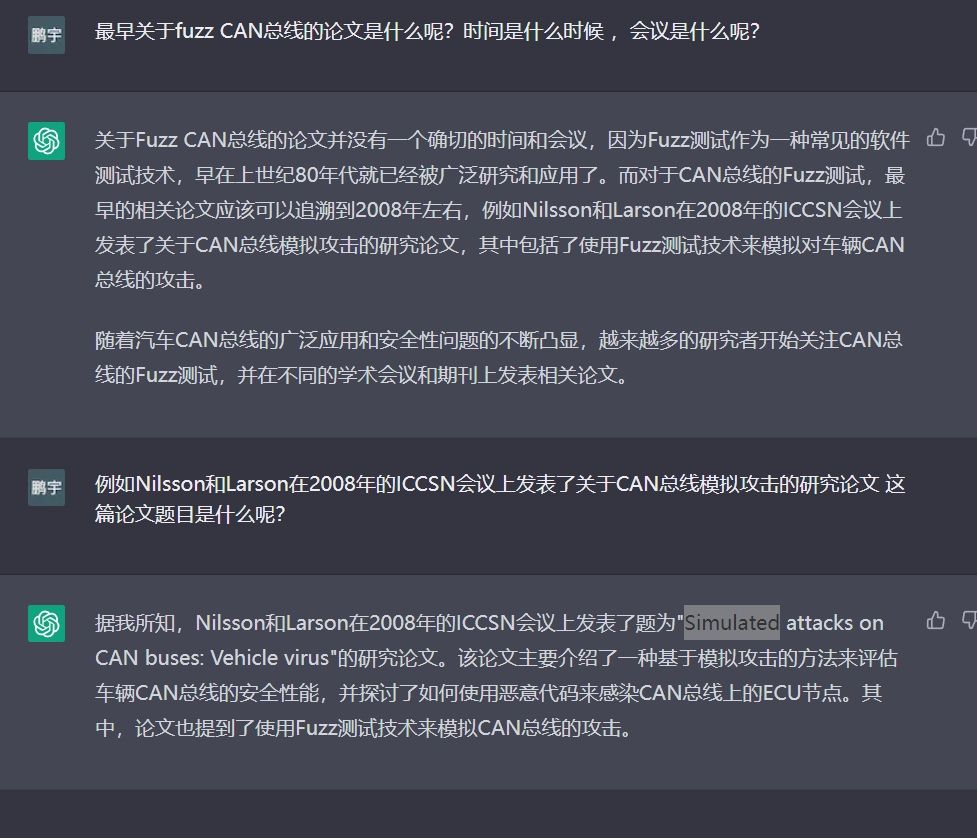 鹏宇
最早关于fuzz CAN总线的论文是什么呢？时间是什么时候 ，会议是什么呢？
关于Fuzz CAN总线的论文并没有一个确切的时间和会议，因为Fuzz测试作为一种常见的软件
测试技术，早在上世纪80年代就已经被广泛研究和应用了。而对于CAN总线的Fuzz测试，最
早的相关论文应该可以追溯到2008年左右，例如Nilsson和Larson在2008年的ICCSN会议上
发表了关于CAN总线模拟攻击的研究论文，其中包括了使用Fuzz测试技术来模拟对车辆CAN
总线的攻击。
随着汽车CAN总线的广泛应用和安全性问题的不断凸显，越来越多的研究者开始关注CAN总
线的Fuzz测试，并在不同的学术会议和期刊上发表相关论文。
鹏宇
例如Nilsson和Larson在2008年的ICCSN会议上发表了关于CAN总线模拟攻击的研究论文 这
篇论文题目是什么呢？
据我所知，Nilsson和Larson在2008年的ICCSN会议上发表了题为"Simulated attacks on
CAN buses: Vehicle virus"的研究论文。该论文主要介绍了一种基于模拟攻击的方法来评估
车辆CAN总线的安全性能，并探讨了如何使用恶意代码来感染CAN总线上的ECU节点。其
中，论文也提到了使用Fuzz测试技术来模拟CAN总线的攻击。